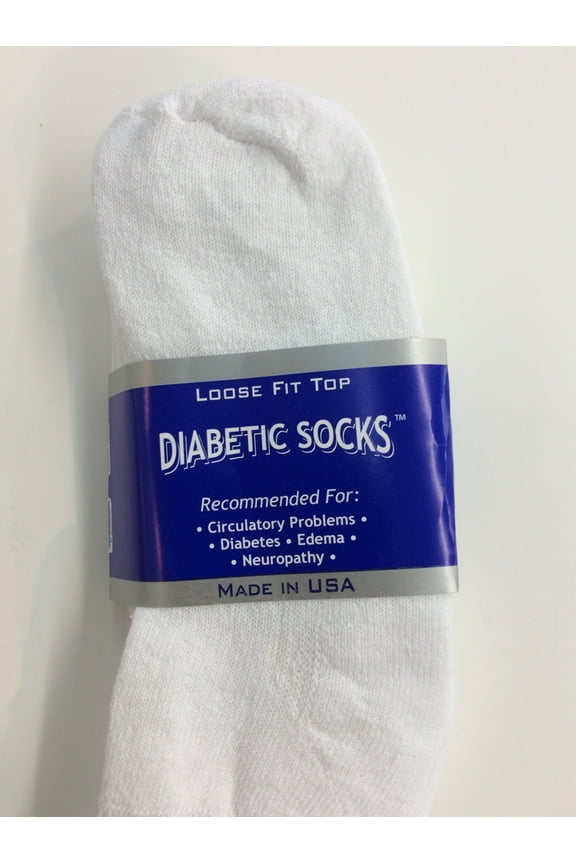 LOOSE FIT TOP
DIABETIC SOCKS™
Recommended For:
• Circulatory Problems •
• Diabetes • Edema •
• Neuropathy •
MADE IN USA